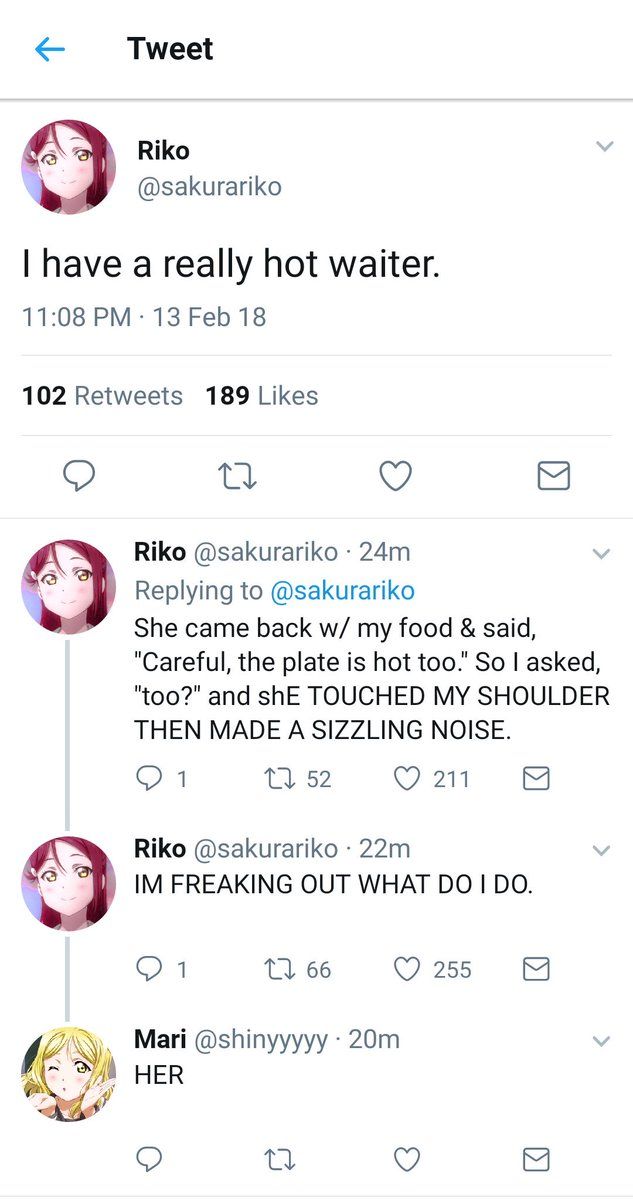 Tweet
Riko
@sakurariko
I have a really hot waiter.
11:08 PM · 13 Feb 18
102 Retweets 189 Likes
Riko @sakurariko · 24m
Replying to @sakurariko
She came back w/ my food & said,
"Careful, the plate is hot too." So I asked,
"too?" and shE TOUCHED MY SHOULDER
THEN MADE A SIZZLING NOISE.
1 52 211
Riko @sakurariko · 22m
IM FREAKING OUT WHAT DO I DO.
1 66 255
Mari @shinyyyyy · 20m
HER